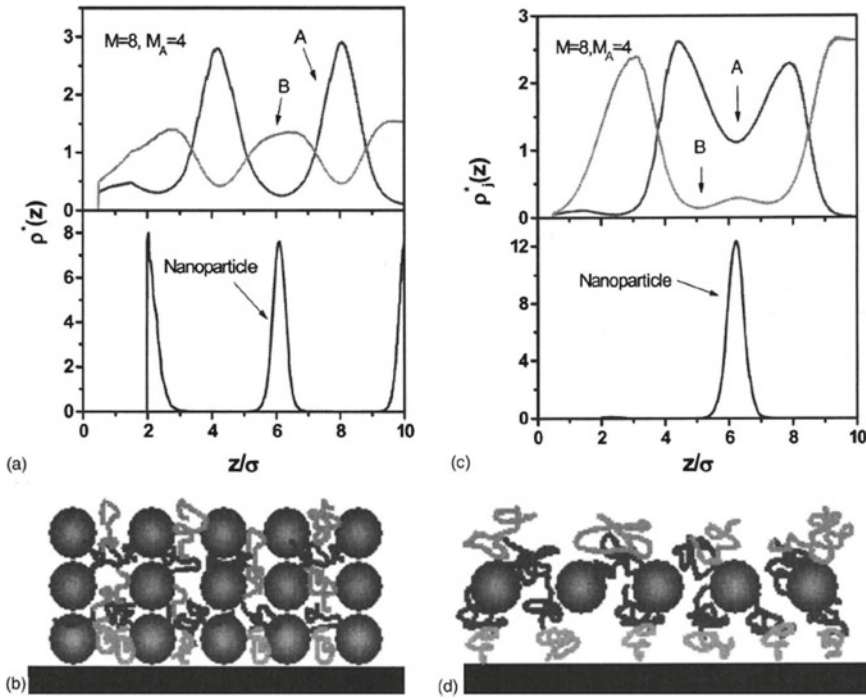 M=8, M_A=4
A
B
3
2
1
0
ρ*(z)
Nanoparticle
8
6
4
2
0
0 2 4 6 8 10
z/σ
(a)
M=8,M_A=4
A
B
3
2
1
0
ρ*_j(z)
Nanoparticle
12
8
4
0
0 2 4 6 8 10
z/σ
(c)
(b)
(d)